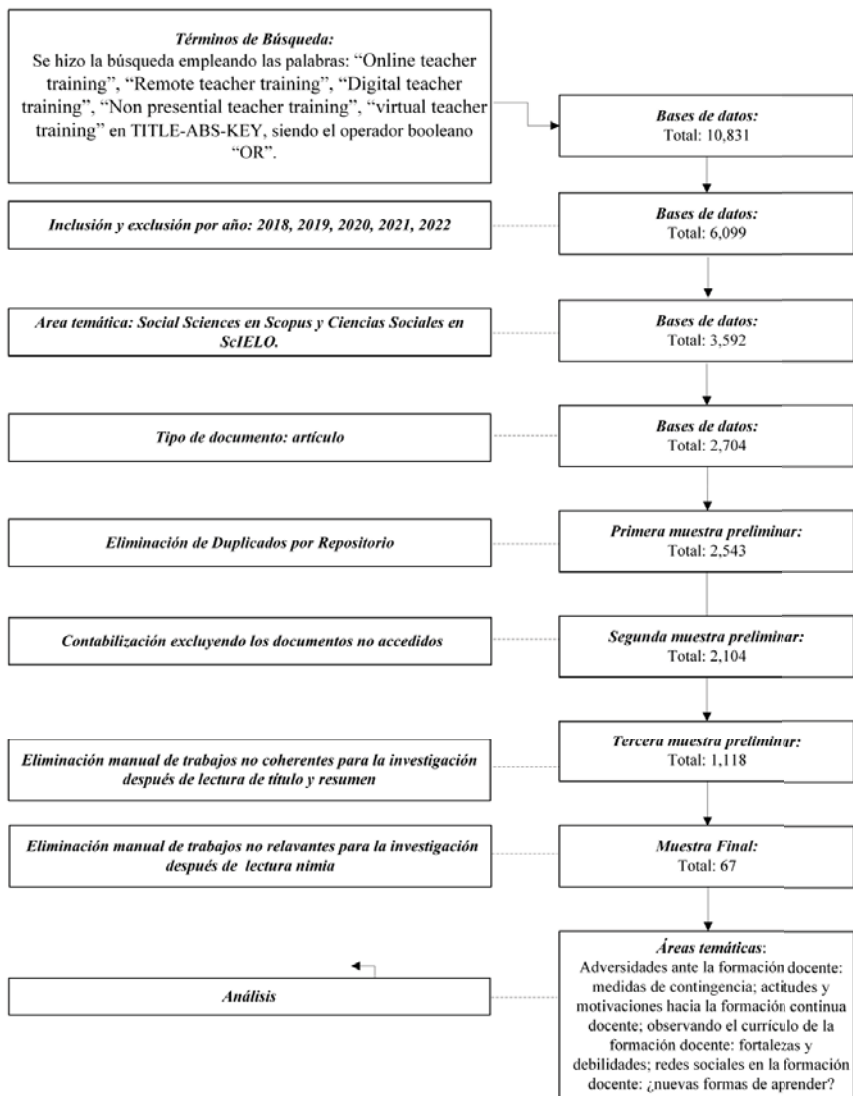 Términos de Búsqueda:
Se hizo la búsqueda empleando las palabras: “Online teacher
training”, “Remote teacher training”, “Digital teacher
training”, “Non presential teacher training”, “virtual teacher
training” en TITLE-ABS-KEY, siendo el operador booleano
“OR”.
Bases de datos:
Total: 10,831
Inclusión y exclusión por año: 2018, 2019, 2020, 2021, 2022
Bases de datos:
Total: 6,099
Area temática: Social Sciences en Scopus y Ciencias Sociales en
ScIELO.
Bases de datos:
Total: 3,592
Tipo de documento: artículo
Bases de datos:
Total: 2,704
Eliminación de Duplicados por Repositorio
Primera muestra preliminar:
Total: 2,543
Contabilización excluyendo los documentos no accedidos
Segunda muestra preliminar:
Total: 2,104
Eliminación manual de trabajos no coherentes para la investigación
después de lectura de título y resumen
Tercera muestra preliminar:
Total: 1,118
Eliminación manual de trabajos no relavantes para la investigación
después de lectura nimia
Muestra Final:
Total: 67
Análisis
Áreas temáticas:
Adversidades ante la formación docente:
medidas de contingencia; actitudes y
motivaciones hacia la formación continua
docente; observando el currículo de la
formación docente: fortalezas y
debilidades; redes sociales en la formación
docente: ¿nuevas formas de aprender?